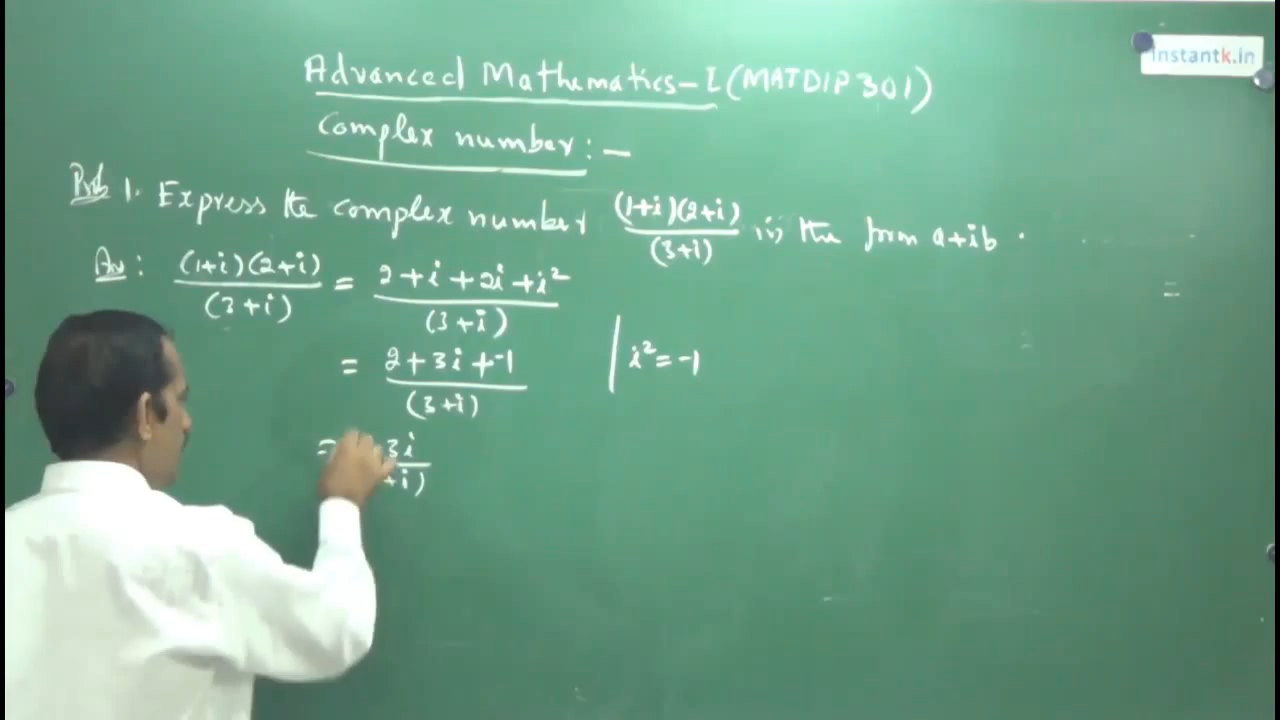 Instantk.in
Advanced Mathematics-I (MATDIP 301)
Complex number :-
Prob 1. Express the complex number (1+i)(2+i)/(3+i) in the form a+ib.
Ans: (1+i)(2+i)/(3+i) = 2+i+2i+i²/(3+i)
= 2+3i+-1/(3+i) | i²=-1
= 3i/+i)
=